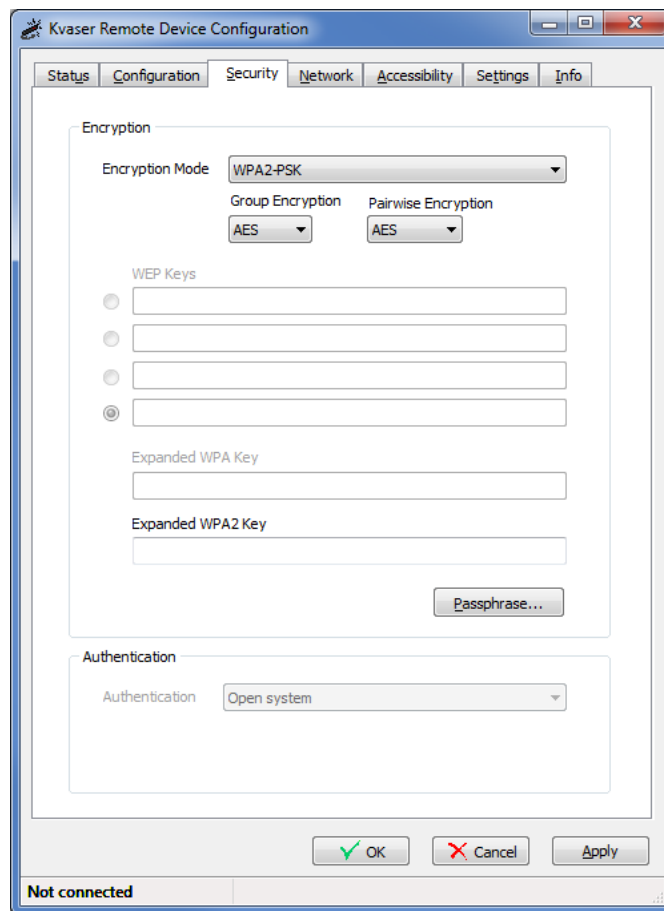 Kvaser Remote Device Configuration
Status Configuration Security Network Accessibility Settings Info
Encryption
Encryption Mode WPA2-PSK
Group Encryption Pairwise Encryption
AES AES
WEP Keys
Expanded WPA Key
Expanded WPA2 Key
Passphrase...
Authentication
Authentication Open system
OK Cancel Apply
Not connected